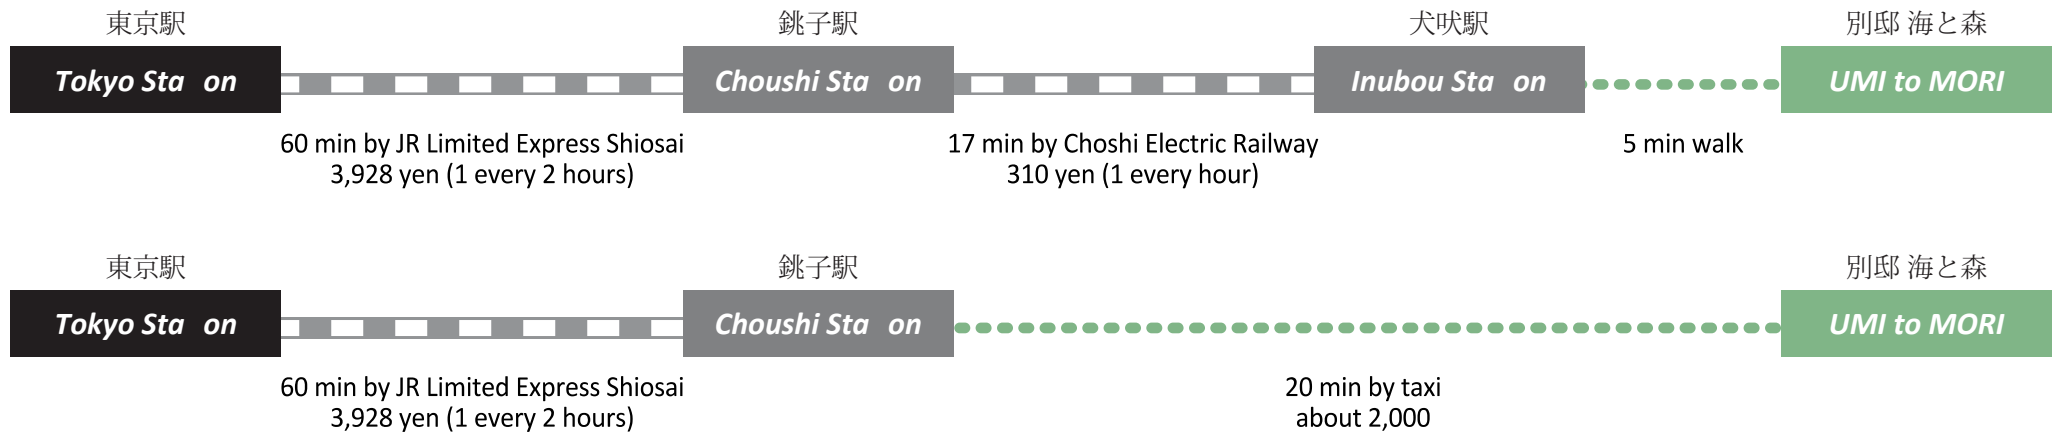 東京駅 銚子駅 犬吠駅 別邸 海と森
Tokyo Sta on Choushi Sta on Inubou Sta on UMI to MORI
60 min by JR Limited Express Shiosai 17 min by Choshi Electric Railway 5 min walk
3,928 yen (1 every 2 hours) 310 yen (1 every hour)
東京駅 銚子駅 別邸 海と森
Tokyo Sta on Choushi Sta on UMI to MORI
60 min by JR Limited Express Shiosai 20 min by taxi
3,928 yen (1 every 2 hours) about 2,000